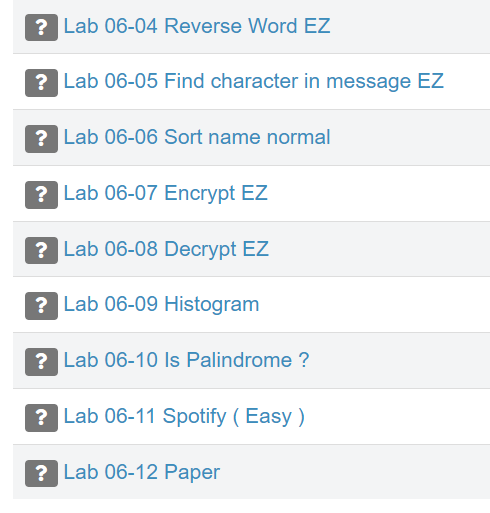 ? Lab 06-04 Reverse Word EZ
? Lab 06-05 Find character in message EZ
? Lab 06-06 Sort name normal
? Lab 06-07 Encrypt EZ
? Lab 06-08 Decrypt EZ
? Lab 06-09 Histogram
? Lab 06-10 Is Palindrome ?
? Lab 06-11 Spotify ( Easy )
? Lab 06-12 Paper